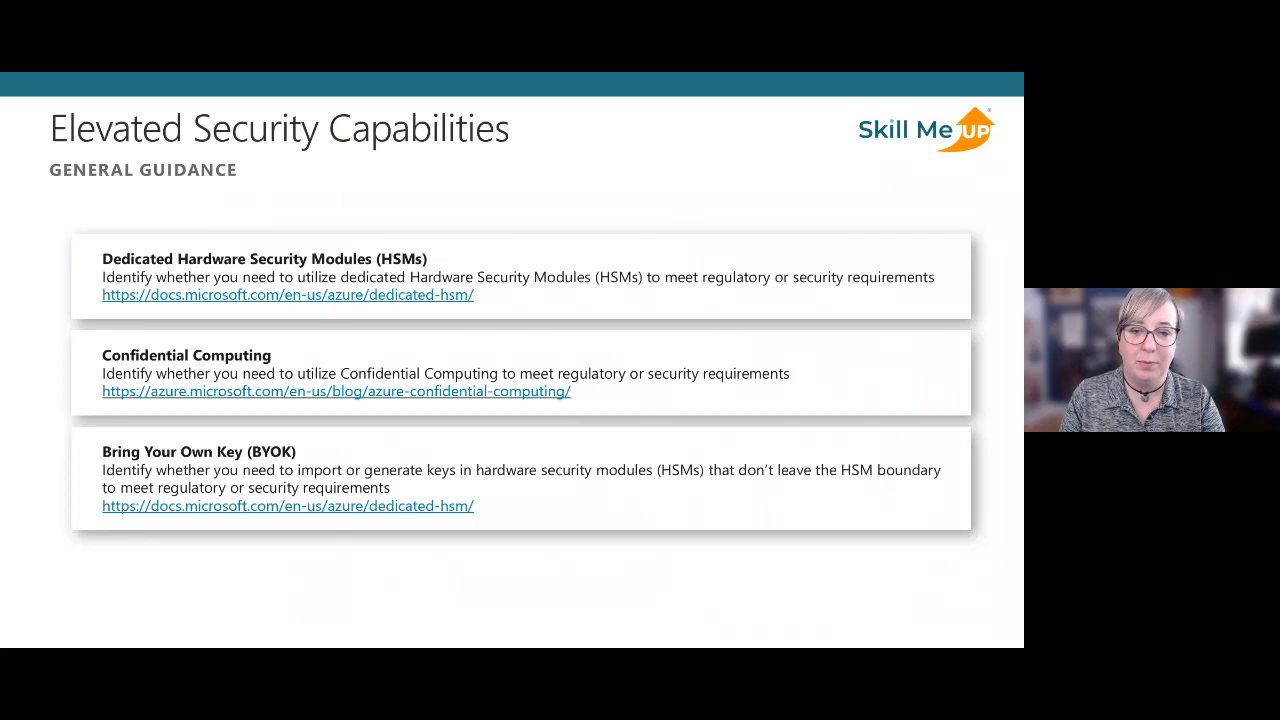 Elevated Security Capabilities
GENERAL GUIDANCE
Skill Me UP
Dedicated Hardware Security Modules (HSMs)
Identify whether you need to utilize dedicated Hardware Security Modules (HSMs) to meet regulatory or security requirements
https://docs.microsoft.com/en-us/azure/dedicated-hsm/
Confidential Computing
Identify whether you need to utilize Confidential Computing to meet regulatory or security requirements
https://azure.microsoft.com/en-us/blog/azure-confidential-computing/
Bring Your Own Key (BYOK)
Identify whether you need to import or generate keys in hardware security modules (HSMs) that don’t leave the HSM boundary
to meet regulatory or security requirements
https://docs.microsoft.com/en-us/azure/dedicated-hsm/